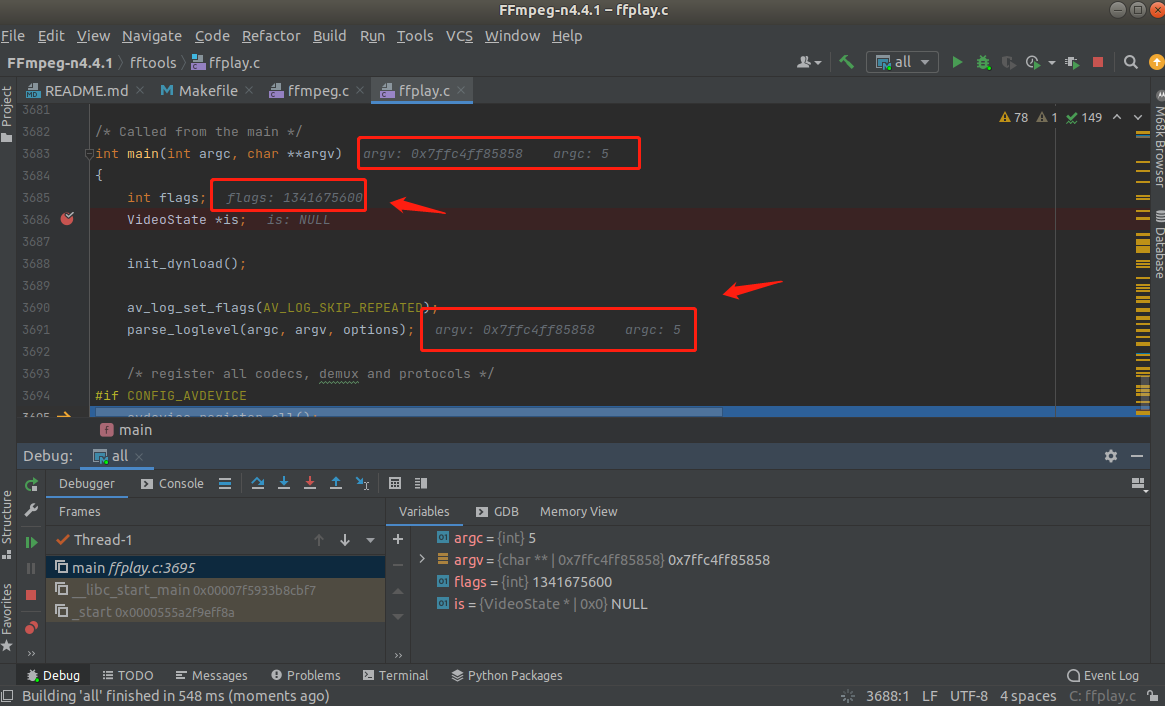 FFmpeg-n4.4.1 – ffplay.c
File Edit View Navigate Code Refactor Build Run Tools VCS Window Help
FFmpeg-n4.4.1 fftools ffplay.c all
README.md Makefile ffmpeg.c ffplay.c
Project
3681
78 1 149
3682 /* Called from the main */
3683 int main(int argc, char **argv) argv: 0x7ffc4ff85858 argc: 5
3684 {
3685 int flags; flags: 1341675600
3686 VideoState *is; is: NULL
3687
3688 init_dynload();
3689
3690 av_log_set_flags(AV_LOG_SKIP_REPEATED);
3691 parse_loglevel(argc, argv, options); argv: 0x7ffc4ff85858 argc: 5
3692
3693 /* register all codecs, demux and protocols */
3694 #if CONFIG_AVDEVICE
3695 avdevice_register_all();
M68k Browser
Database
main
Debug: all
Debugger Console
Frames
Variables GDB Memory View
Thread-1
main ffplay.c:3695
__libc_start_main 0x00007f5933b8cbf7
_start 0x0000555a2f9eff8a
argc = {int} 5
argv = {char ** | 0x7ffc4ff85858} 0x7ffc4ff85858
flags = {int} 1341675600
is = {VideoState * | 0x0} NULL
Structure
Favorites
Debug TODO Messages Problems Terminal Python Packages Event Log
Building 'all' finished in 548 ms (moments ago) 3688:1 LF UTF-8 4 spaces C: ffplay.c